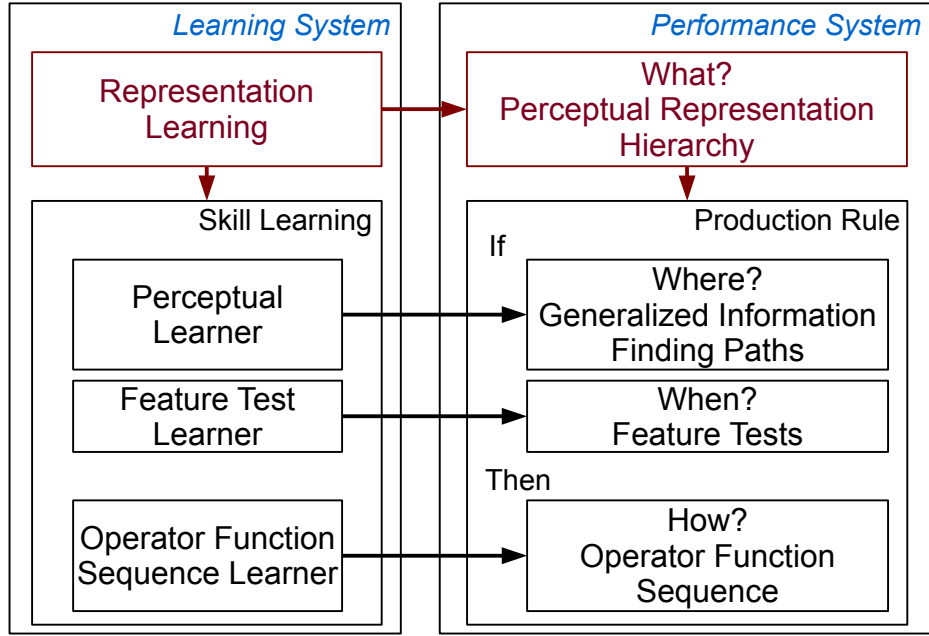 Learning System
Representation
Learning
Skill Learning
Perceptual
Learner
Feature Test
Learner
Operator Function
Sequence Learner
Performance System
What?
Perceptual Representation
Hierarchy
Production Rule
If
Where?
Generalized Information
Finding Paths
When?
Feature Tests
Then
How?
Operator Function
Sequence